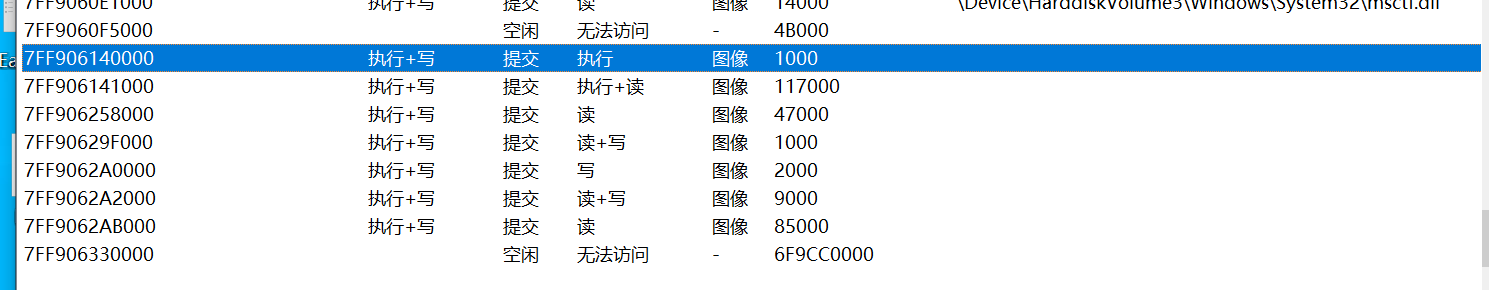 7FF9060E1000 执行+写 提交 读 图像 14000 \Device\HarddiskVolume3\Windows\System32\msctf.dll
7FF9060F5000 空闲 无法访问 - 4B000
Ea
7FF906140000 执行+写 提交 执行 图像 1000
7FF906141000 执行+写 提交 执行+读 图像 117000
7FF906258000 执行+写 提交 读 图像 47000
7FF90629F000 执行+写 提交 读+写 图像 1000
7FF9062A0000 执行+写 提交 写 图像 2000
7FF9062A2000 执行+写 提交 读+写 图像 9000
7FF9062AB000 执行+写 提交 读 图像 85000
7FF906330000 空闲 无法访问 - 6F9CC0000